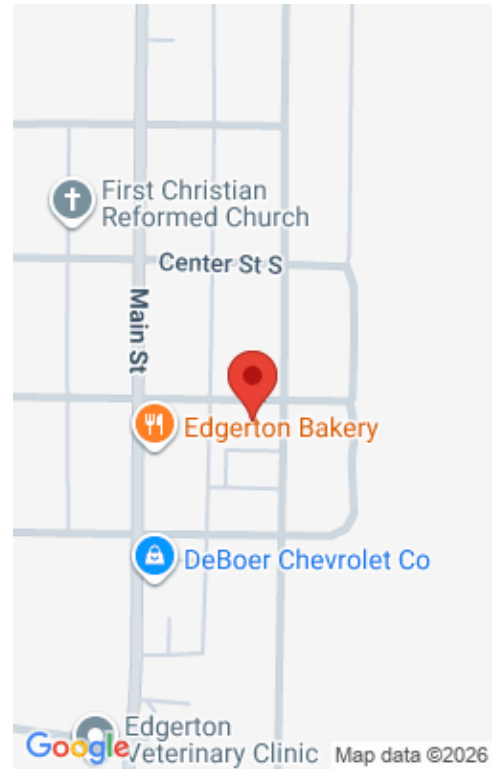 First Christian
Reformed Church
Center St S
Main St
Edgerton Bakery
DeBoer Chevrolet Co
Edgerton
Veterinary Clinic
Google
Map data ©2026